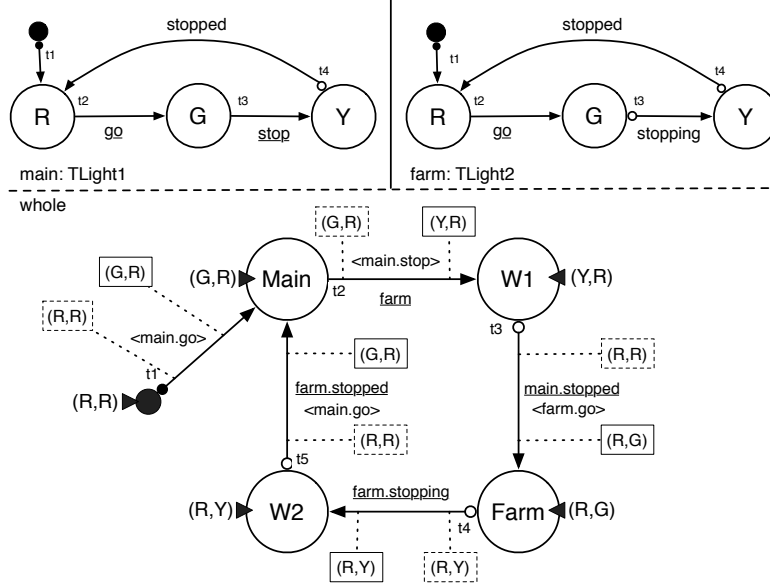 stopped
t1
t4
R
t2
go
G
t3
stop
Y
main: TLight1
stopped
t1
t4
R
t2
go
G
t3
stopping
Y
farm: TLight2
whole
(G,R)
(Y,R)
(G,R)
<main.stop>
(G,R)
Main
t2
farm
W1
(Y,R)
(R,R)
<main.go>
t1
(R,R)
t3
(G,R)
(R,R)
farm.stopped
<main.go>
main.stopped
<farm.go>
(R,R)
(R,G)
t5
(R,Y)
W2
farm.stopping
t4
Farm
(R,G)
(R,Y)
(R,Y)